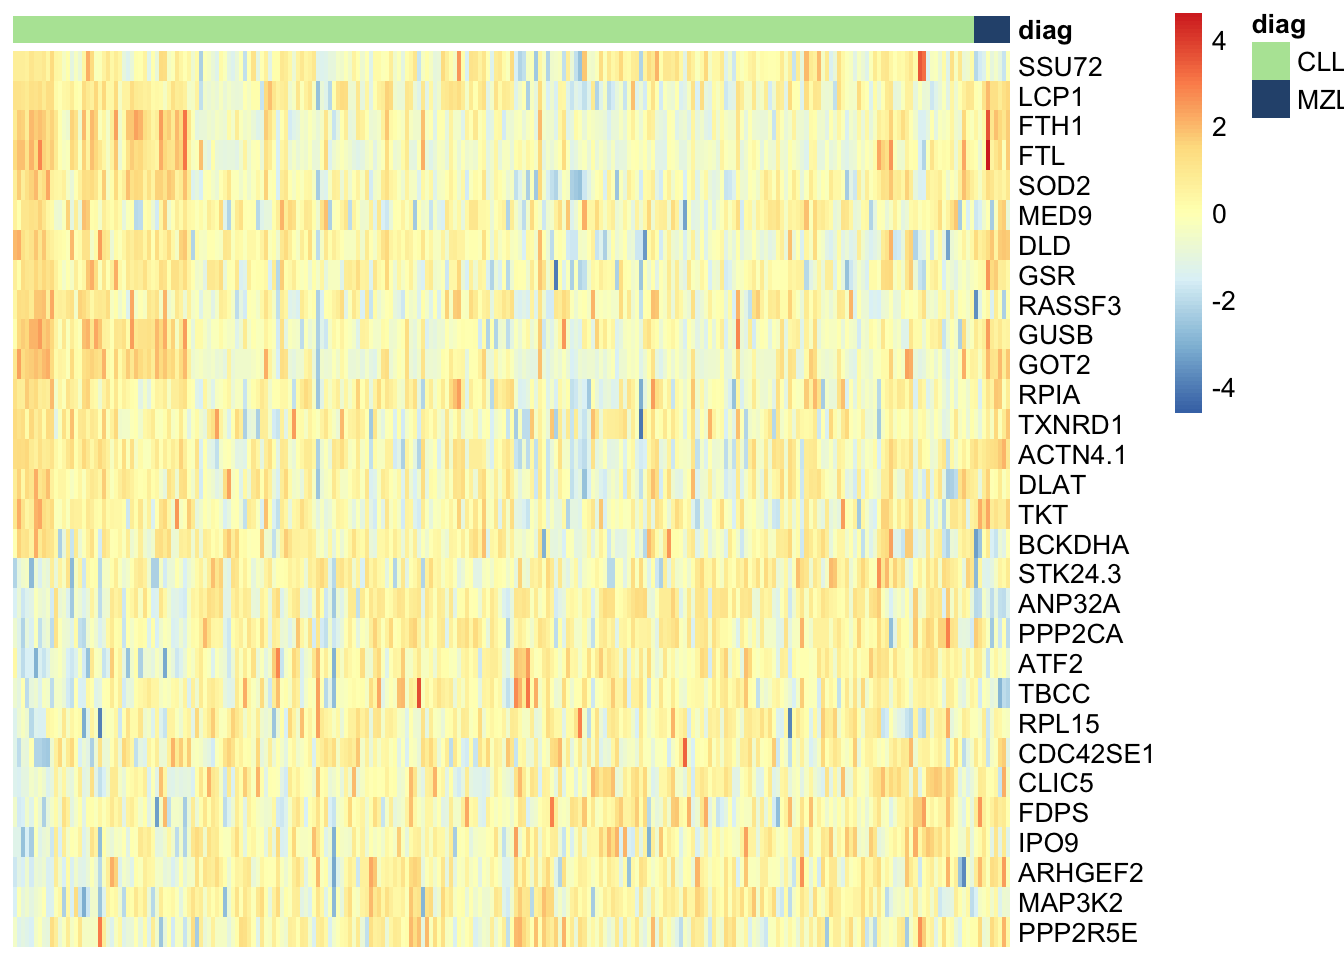 diag
SSU72
LCP1
FTH1
FTL
SOD2
MED9
DLD
GSR
RASSF3
GUSB
GOT2
RPIA
TXNRD1
ACTN4.1
DLAT
TKT
BCKDHA
STK24.3
ANP32A
PPP2CA
ATF2
TBCC
RPL15
CDC42SE1
CLIC5
FDPS
IPO9
ARHGEF2
MAP3K2
PPP2R5E
4
2
0
-2
-4
diag
CLL
MZL